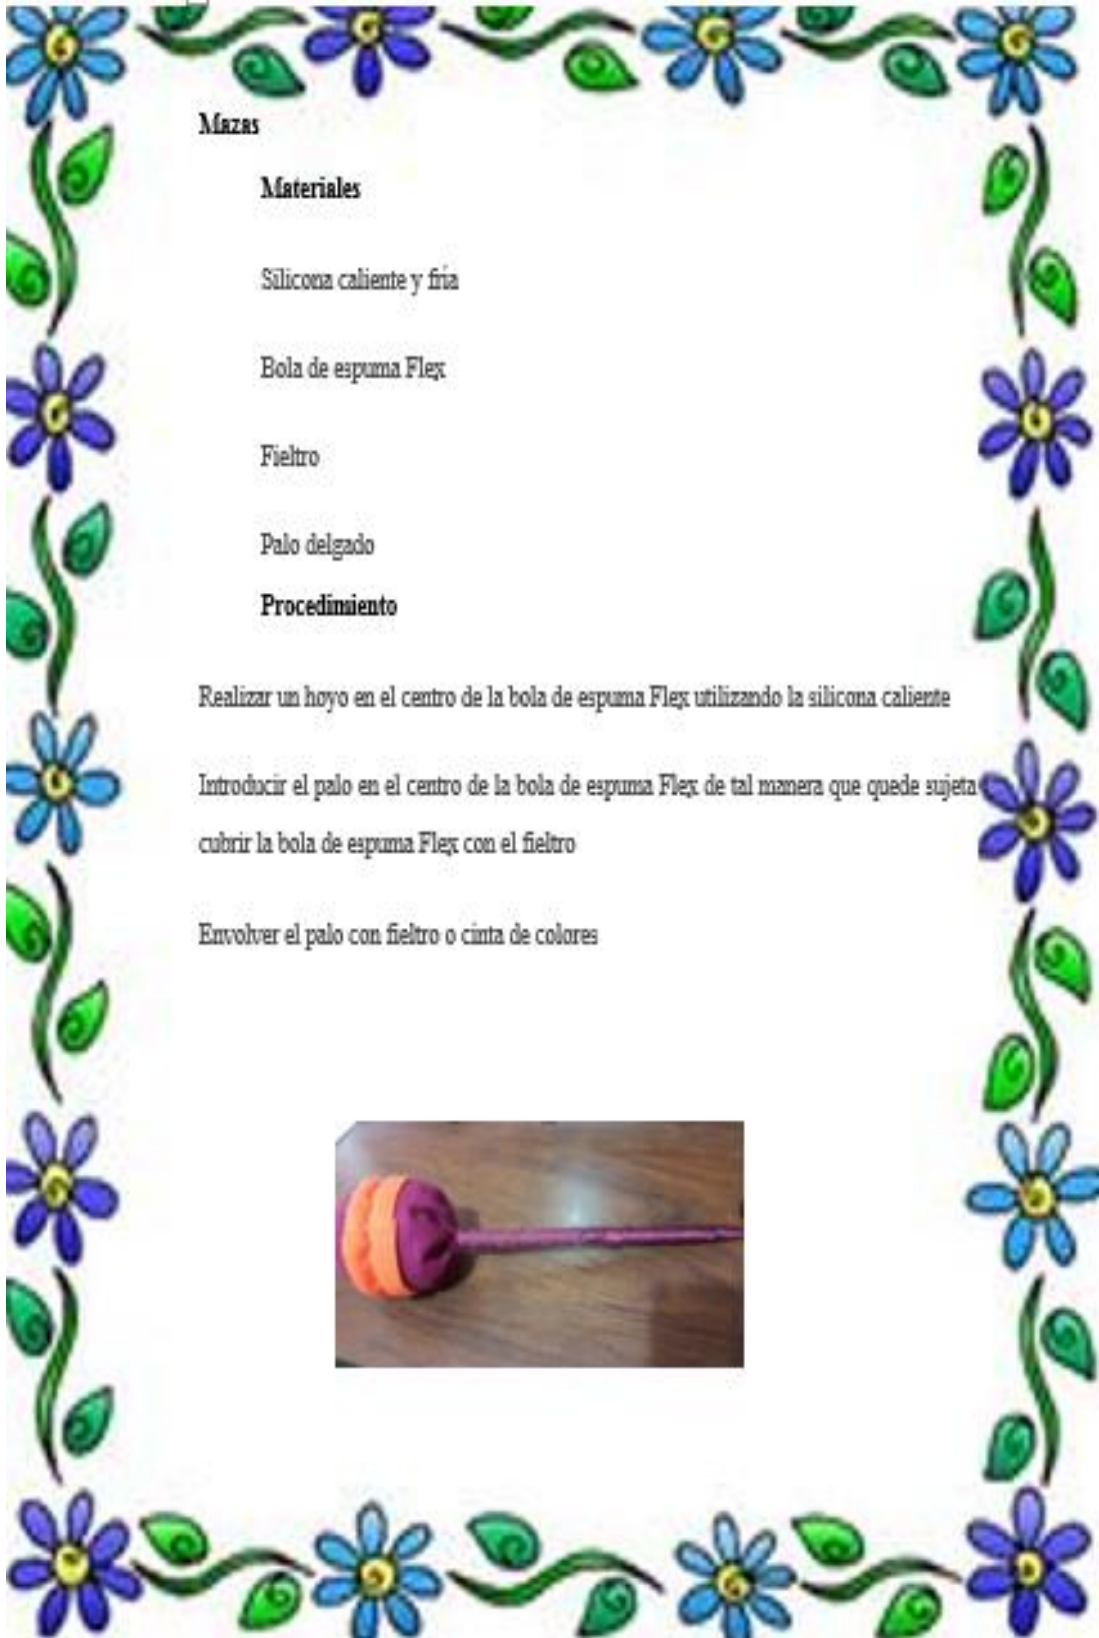 Mazas
Materiales
Silicona caliente y fría
Bola de espuma Flex
Fieltro
Palo delgado
Procedimiento
Realizar un hoyo en el centro de la bola de espuma Flex utilizando la silicona caliente
Introducir el palo en el centro de la bola de espuma Flex de tal manera que quede sujeta
cubrir la bola de espuma Flex con el fieltro
Envolver el palo con fieltro o cinta de colores